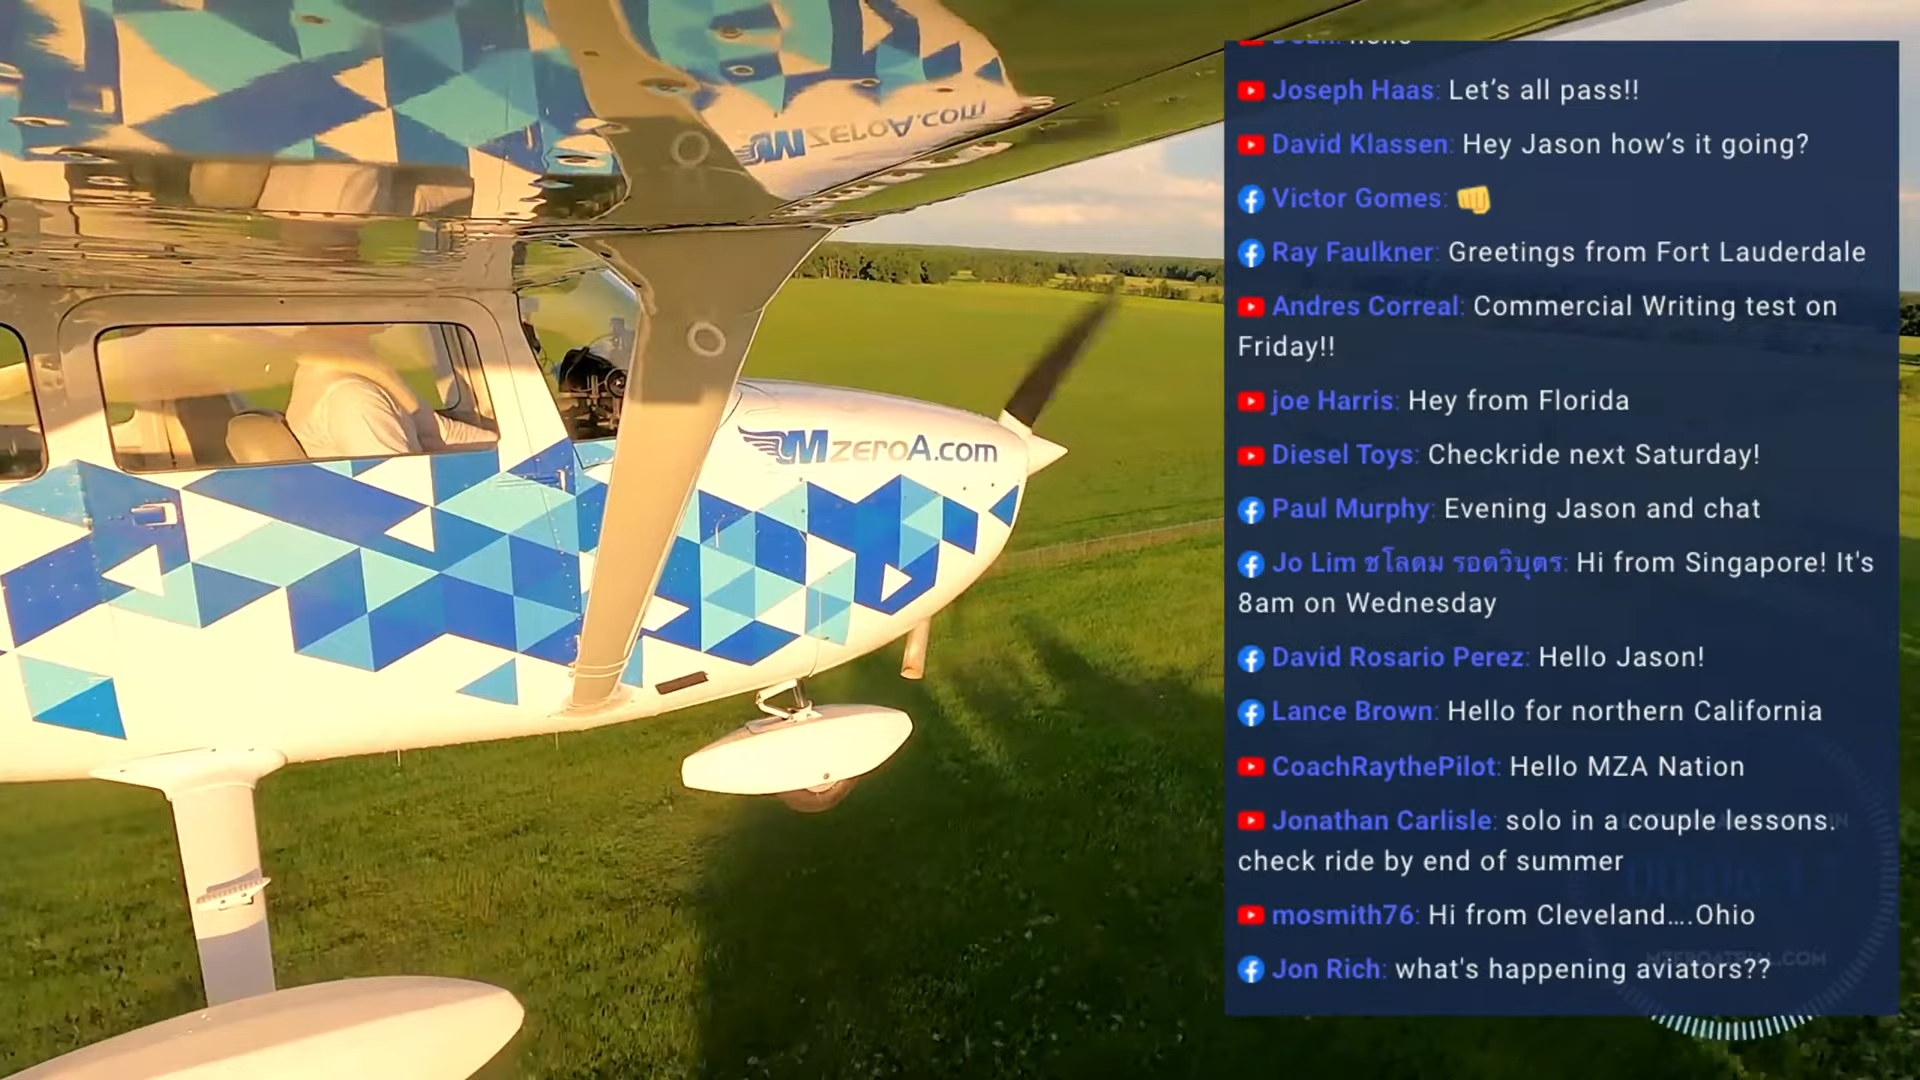 MzeroA.com
MzeroA.com
Joseph Haas: Let’s all pass!!
David Klassen: Hey Jason how’s it going?
Victor Gomes: 👊
Ray Faulkner: Greetings from Fort Lauderdale
Andres Correal: Commercial Writing test on
Friday!!
joe Harris: Hey from Florida
Diesel Toys: Checkride next Saturday!
Paul Murphy: Evening Jason and chat
Jo Lim ชโลดม รอดวิบุตร: Hi from Singapore! It's
8am on Wednesday
David Rosario Perez: Hello Jason!
Lance Brown: Hello for northern California
CoachRaythePilot: Hello MZA Nation
Jonathan Carlisle: solo in a couple lessons.
check ride by end of summer
mosmith76: Hi from Cleveland....Ohio
Jon Rich: what's happening aviators??